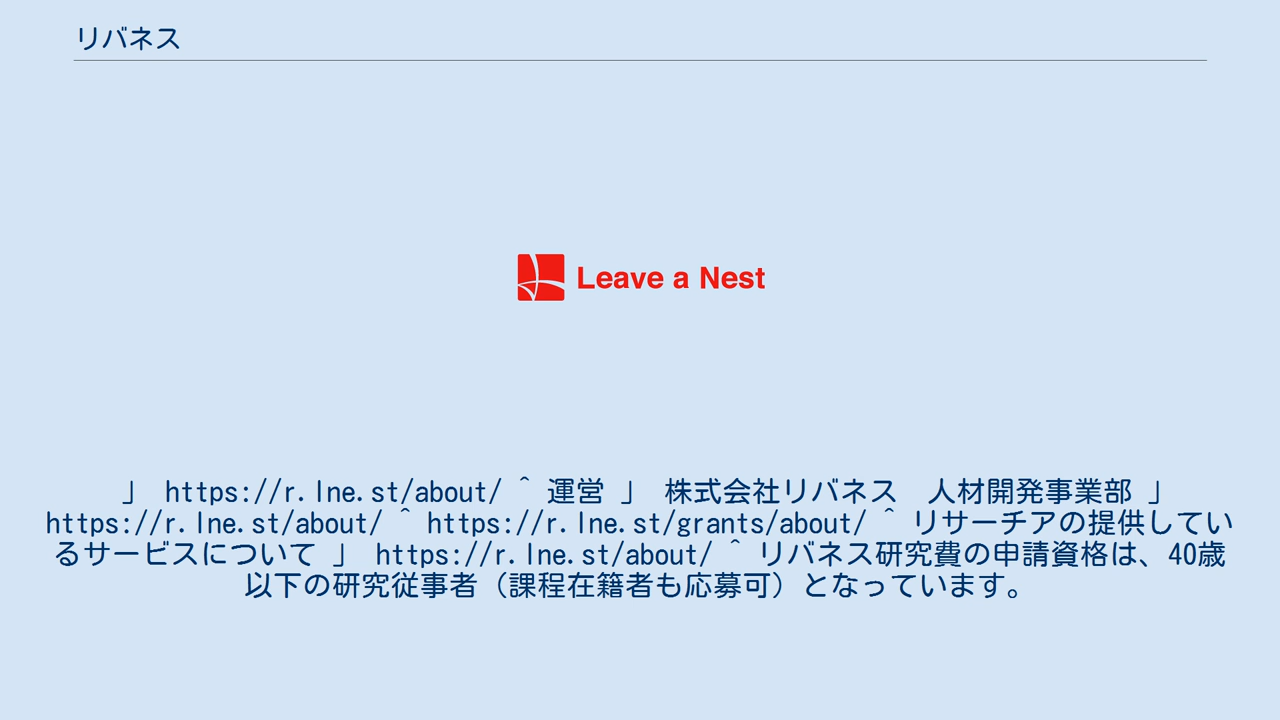 リバネス
Leave a Nest
」 https://r.lne.st/about/ ^ 運営 」 株式会社リバネス　人材開発事業部 」
https://r.lne.st/about/ ^ https://r.lne.st/grants/about/ ^ リサーチアの提供してい
るサービスについて 」 https://r.lne.st/about/ ^ リバネス研究費の申請資格は、40歳
以下の研究従事者（課程在籍者も応募可）となっています。